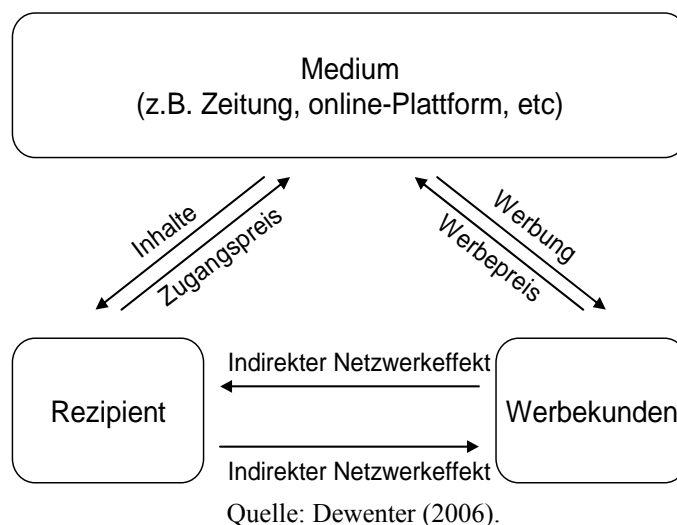 Medium
(z.B. Zeitung, online-Plattform, etc)
Inhalte
Zugangspreis
Werbung
Werbepreis
Indirekter Netzwerkeffekt
Rezipient
Werbekunden
Indirekter Netzwerkeffekt
Quelle: Dewenter (2006).